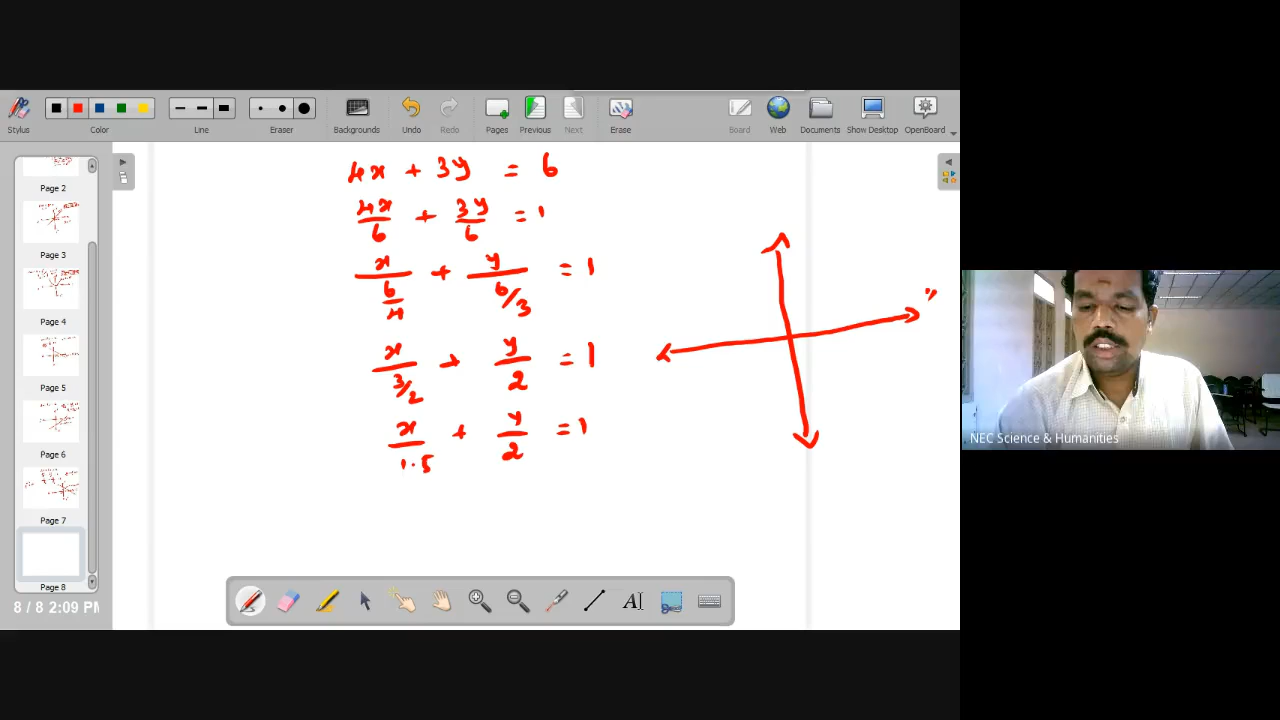 Stylus
Color
Line
Eraser
Backgrounds
Undo
Redo
Pages
Previous
Next
Erase
Board
Web
Documents
Show Desktop
OpenBoard
Page 2
Page 3
Page 4
Page 5
Page 6
Page 7
Page 8
8 / 8 2:09 PM
4x + 3y = 6
4x/6 + 3y/6 = 1
x/(6/4) + y/(6/3) = 1
x/(3/2) + y/2 = 1
x/1.5 + y/2 = 1
NEC Science & Humanities